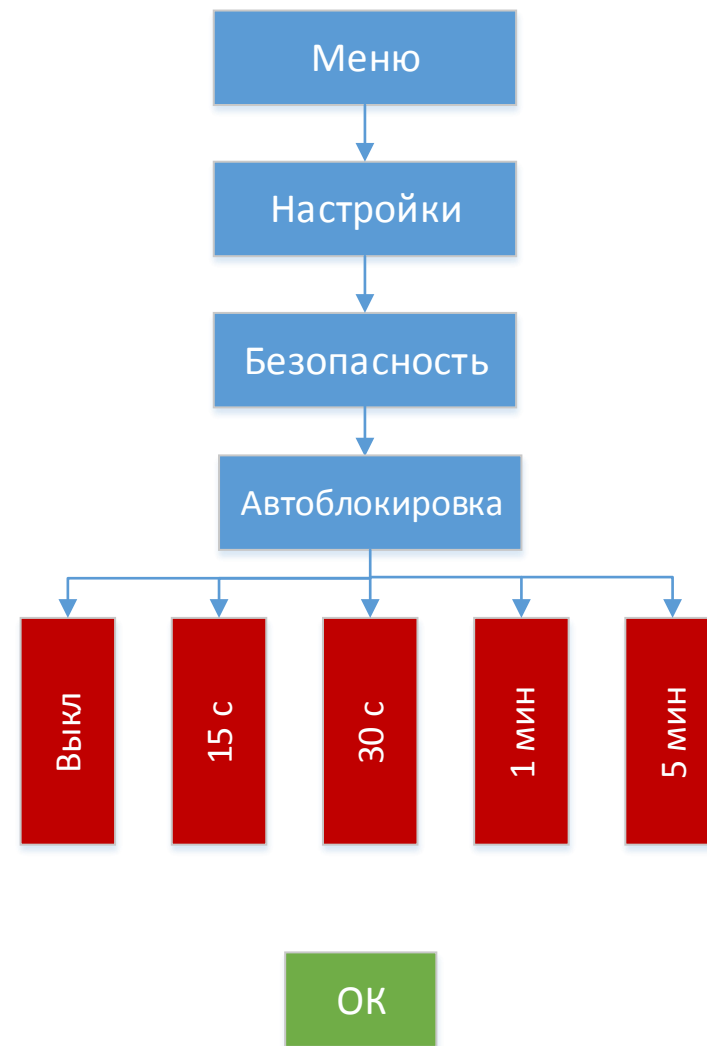 Меню
Настройки
Безопасность
Автоблокировка
Выкл
15 с
30 с
1 мин
5 мин
ОК